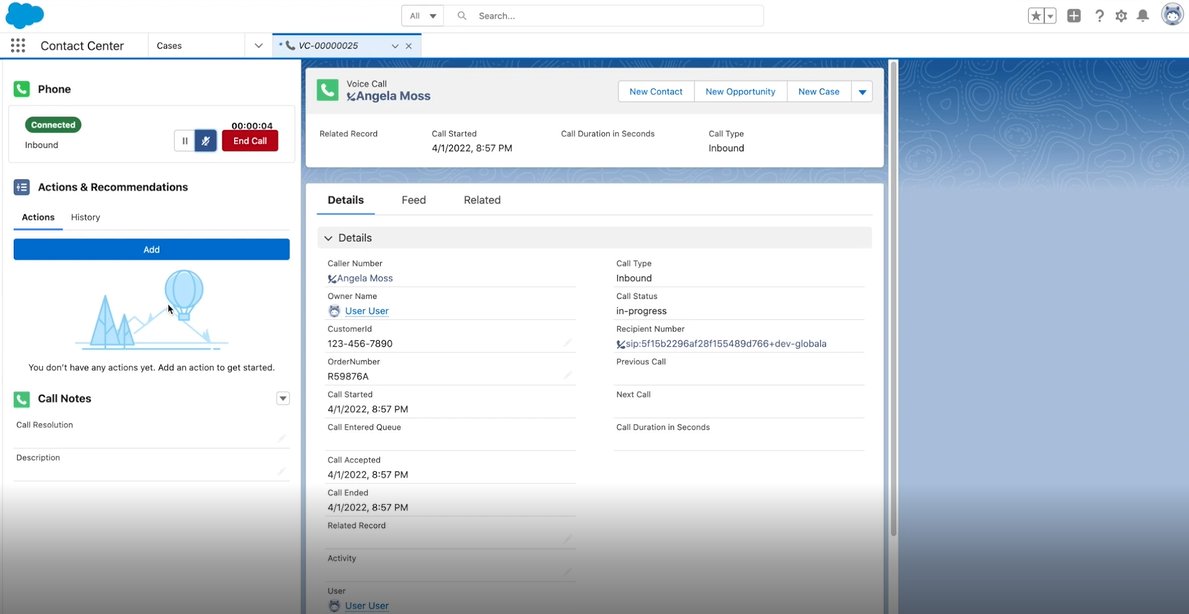 All
Search...
Contact Center
Cases
* VC-00000025
Phone
Connected
00:00:04
Inbound
End Call
Actions & Recommendations
Actions
History
Add
You don't have any actions yet. Add an action to get started.
Call Notes
Call Resolution
Description
Voice Call
Angela Moss
New Contact
New Opportunity
New Case
Related Record
Call Started
4/1/2022, 8:57 PM
Call Duration in Seconds
Call Type
Inbound
Details
Feed
Related
Details
Caller Number
Angela Moss
Owner Name
User User
CustomerId
123-456-7890
OrderNumber
R59876A
Call Started
4/1/2022, 8:57 PM
Call Entered Queue
Call Accepted
4/1/2022, 8:57 PM
Call Ended
4/1/2022, 8:57 PM
Related Record
Activity
User
User User
Call Type
Inbound
Call Status
in-progress
Recipient Number
sip:5f15b2296af28f155489d766+dev-globala
Previous Call
Next Call
Call Duration in Seconds